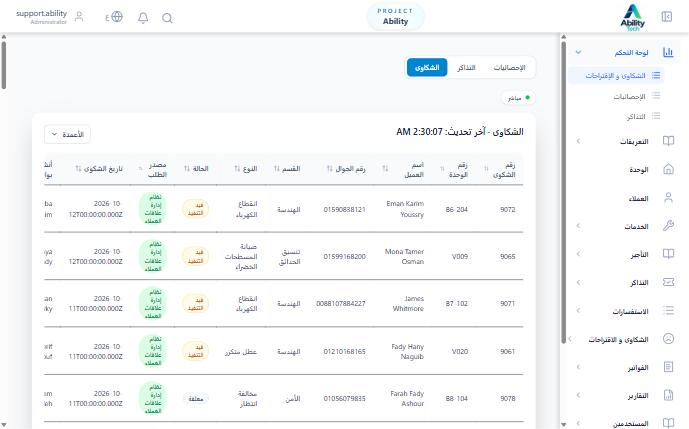 support.ability
Administrator
ع
PROJECT
Ability
Ability
tech
لوحة التحكم
الشكاوى و الإقتراحات
الإحصائيات
التذاكر
التعريفات
الوحدة
العملاء
الخدمات
التأجير
التذاكر
الاستفسارات
الشكاوى و الاقتراحات
الفواتير
التقارير
المستخدمين
الإحصائيات
التذاكر
الشكاوى
مباشر
الشكاوى - آخر تحديث: 2:30:07 AM
الأعمدة
رقم الشكوى
رقم الوحدة
اسم العميل
رقم الجوال
القسم
النوع
الحالة
مصدر الطلب
تاريخ الشكوى
9072
B6-204
Eman Karim Youssry
01590838121
الهندسة
انقطاع الكهرباء
قيد التنفيذ
نظام إدارة علاقات العملاء
2026-10-12T00:00:00.000Z
9065
V009
Mona Tamer Osman
01599168200
تنسيق الحدائق
صيانة المسطحات الخضراء
قيد التنفيذ
نظام إدارة علاقات العملاء
2026-10-12T00:00:00.000Z
9071
B7-102
James Whitmore
0088107884227
الهندسة
انقطاع الكهرباء
قيد التنفيذ
نظام إدارة علاقات العملاء
2026-10-11T00:00:00.000Z
9061
V020
Fady Hany Naguib
01210168165
الهندسة
عطل متكرر
قيد التنفيذ
نظام إدارة علاقات العملاء
2026-10-11T00:00:00.000Z
9078
B8-104
Farah Fady Ashour
01056079835
الأمن
مخالفة انتظار
معلقة
نظام إدارة علاقات العملاء
2026-10-11T00:00:00.000Z